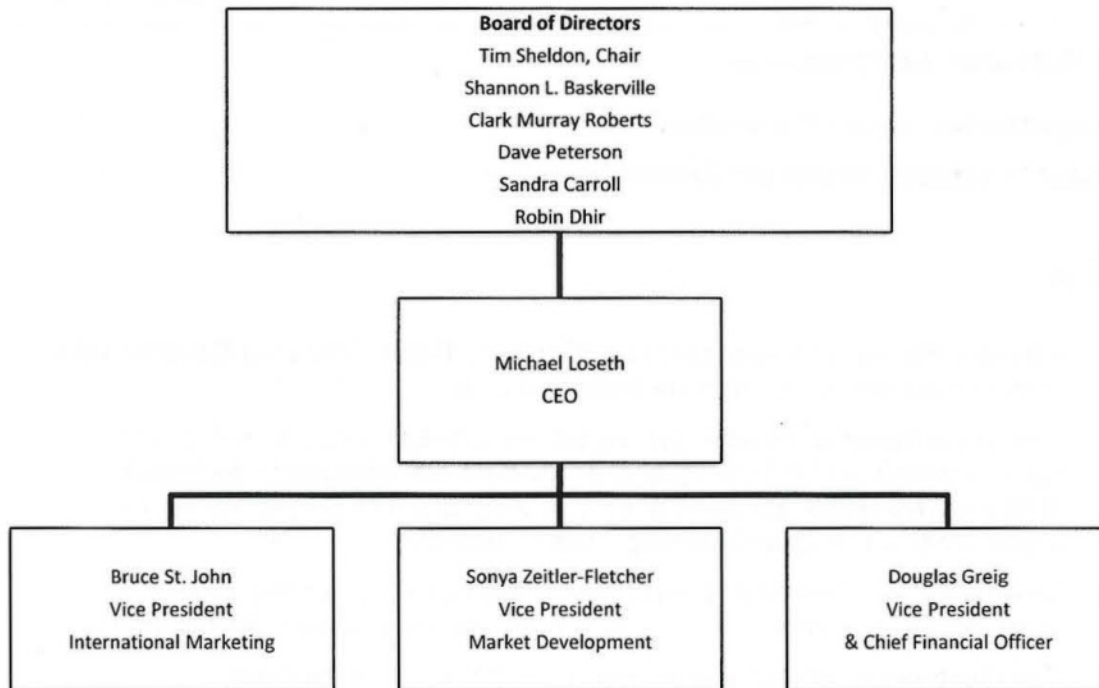 Board of Directors
Tim Sheldon, Chair
Shannon L. Baskerville
Clark Murray Roberts
Dave Peterson
Sandra Carroll
Robin Dhir
Michael Loseth
CEO
Bruce St. John
Vice President
International Marketing
Sonya Zeitler-Fletcher
Vice President
Market Development
Douglas Greig
Vice President
& Chief Financial Officer